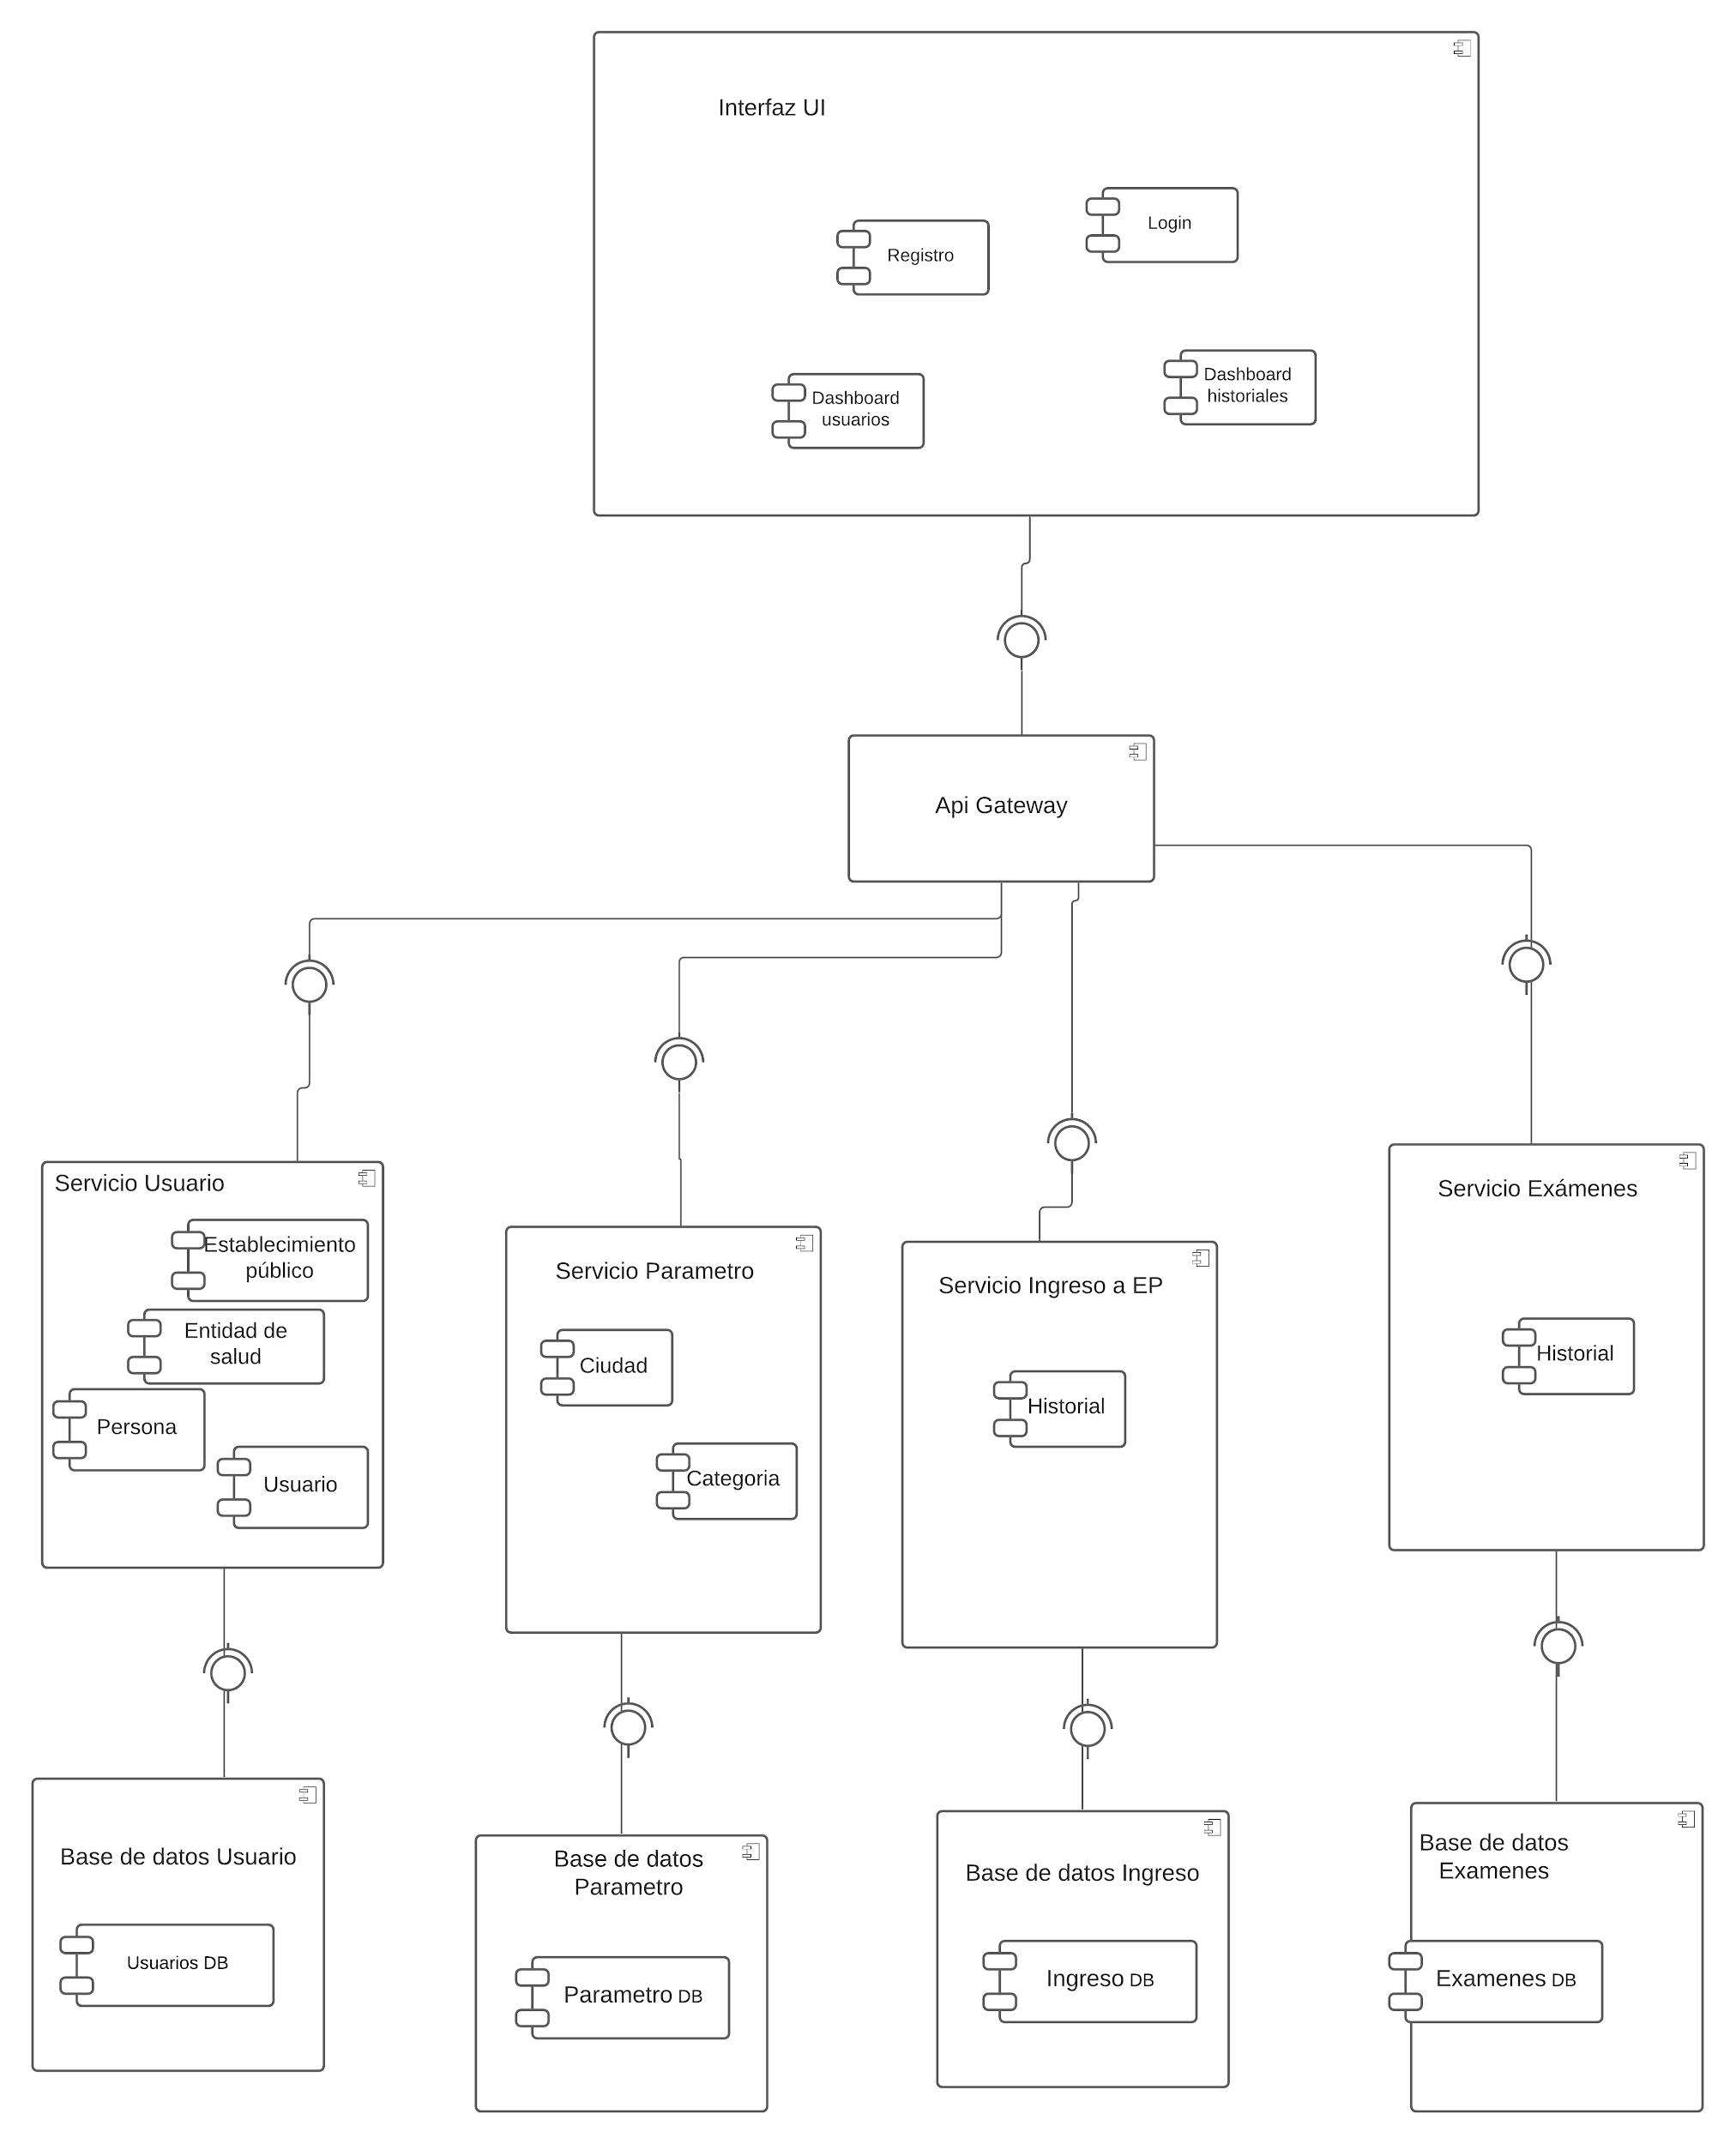 Interfaz UI
Login
Registro
Dashboard
historiales
Dashboard
usuarios
Api Gateway
Servicio Usuario
Establecimiento
público
Entidad de
salud
Persona
Usuario
Servicio Parametro
Ciudad
Categoria
Servicio Ingreso a EP
Historial
Servicio Exámenes
Historial
Base de datos Usuario
Usuarios DB
Base de datos
Parametro
Parametro DB
Base de datos Ingreso
Ingreso DB
Base de datos
Examenes
Examenes DB